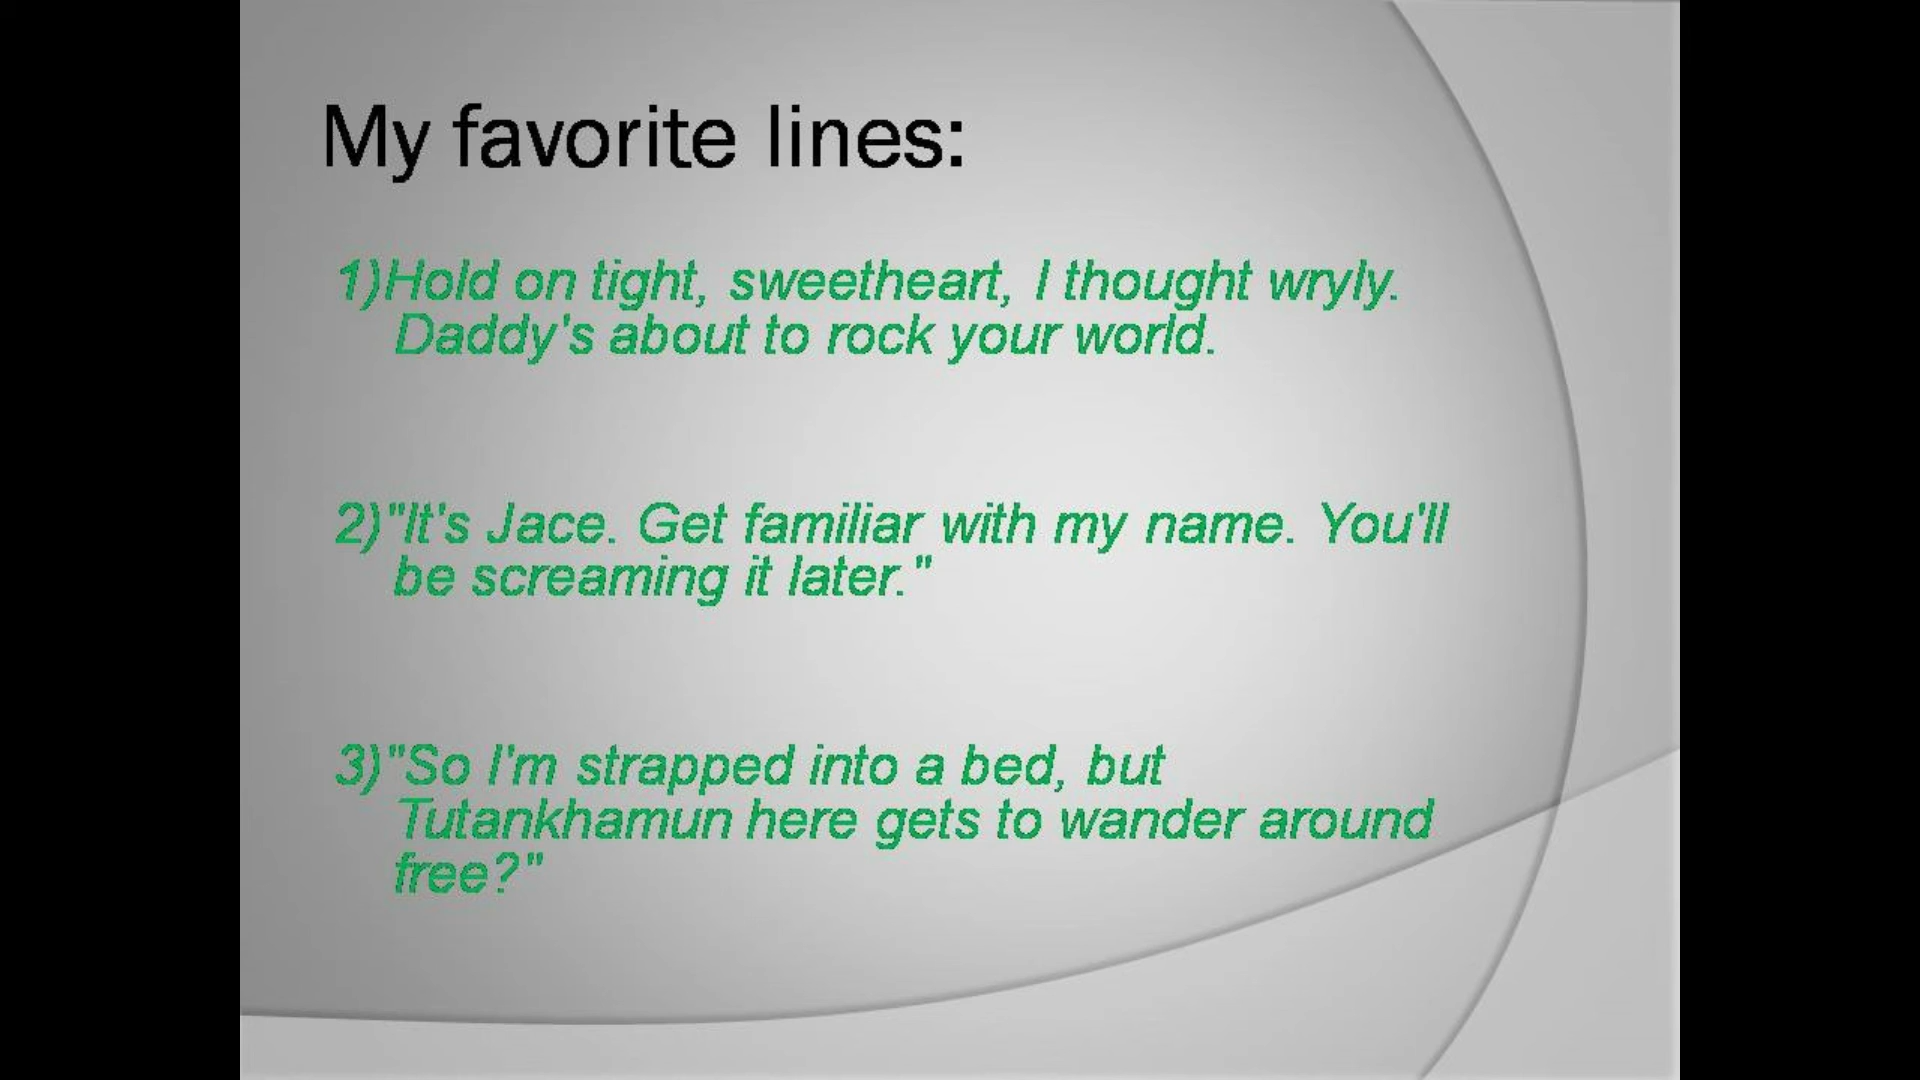 My favorite lines:
1)Hold on tight, sweetheart, I thought wryly.
Daddy's about to rock your world.
2)"It's Jace. Get familiar with my name. You'll
be screaming it later."
3)"So I'm strapped into a bed, but
Tutankhamun here gets to wander around
free?"